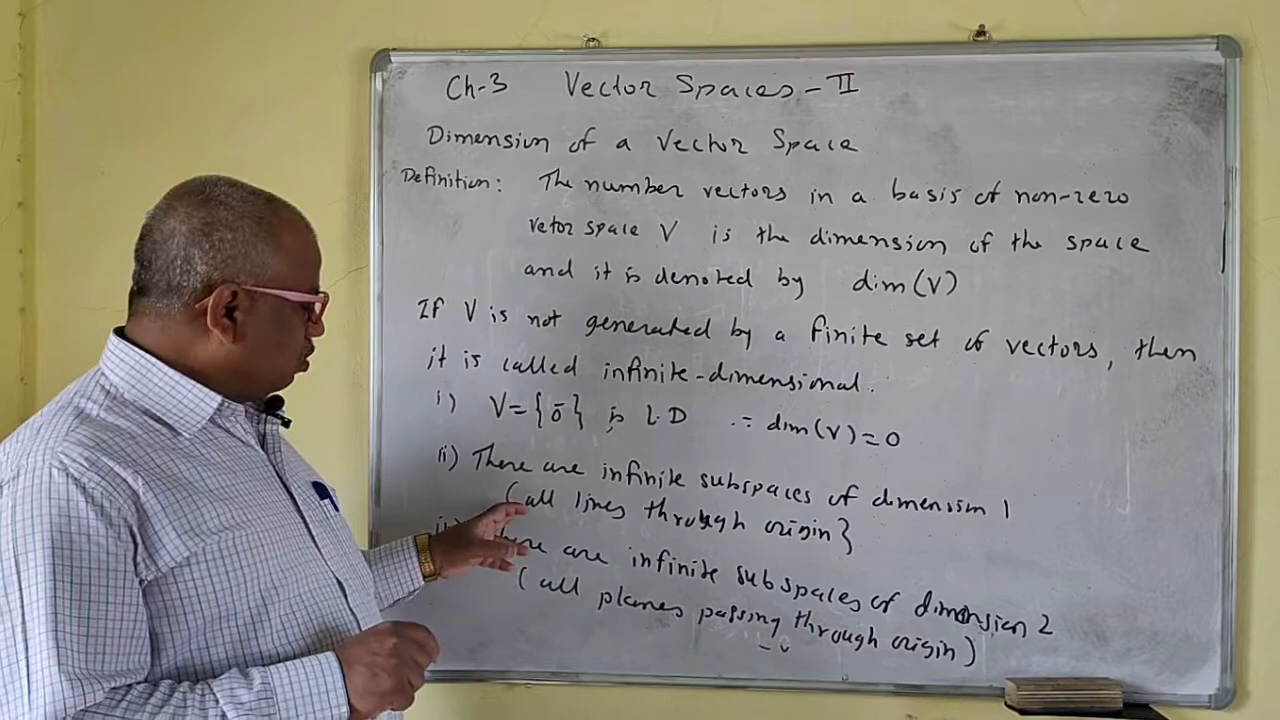 Ch-3 Vector Spaces - II
Dimension of a Vector Space
Definition: The number vectors in a basis of non-zero
vetor space V is the dimension of the space
and it is denoted by dim(V)
If V is not generated by a finite set of vectors, then
it is called infinite-dimensional.
i) V = {ō} is L.D ∴ dim(V) = 0
ii) There are infinite subspaces of dimension 1
(all lines through origin}
There are infinite subspaces of dimension 2
(all planes passing through origin)